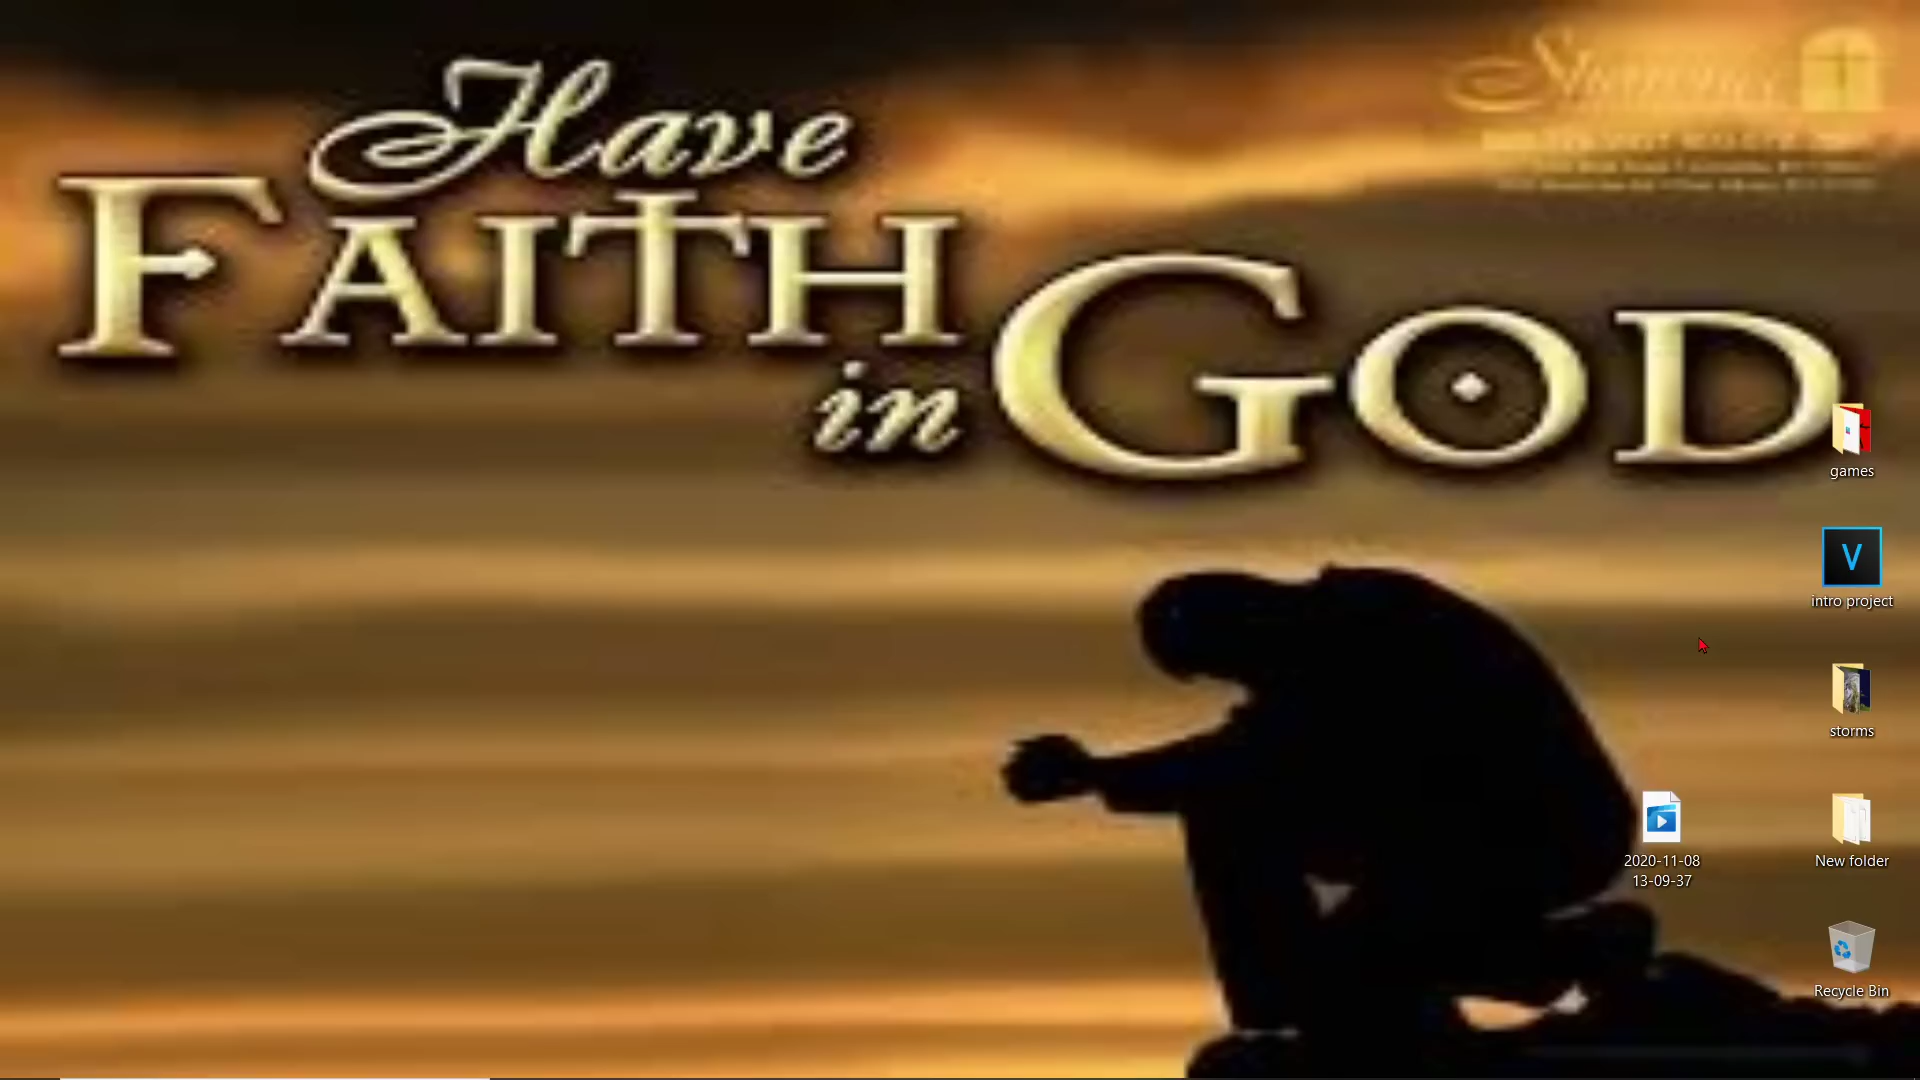 Have
FAITH
in GOD
games
V
intro project
storms
2020-11-08
13-09-37
New folder
Recycle Bin